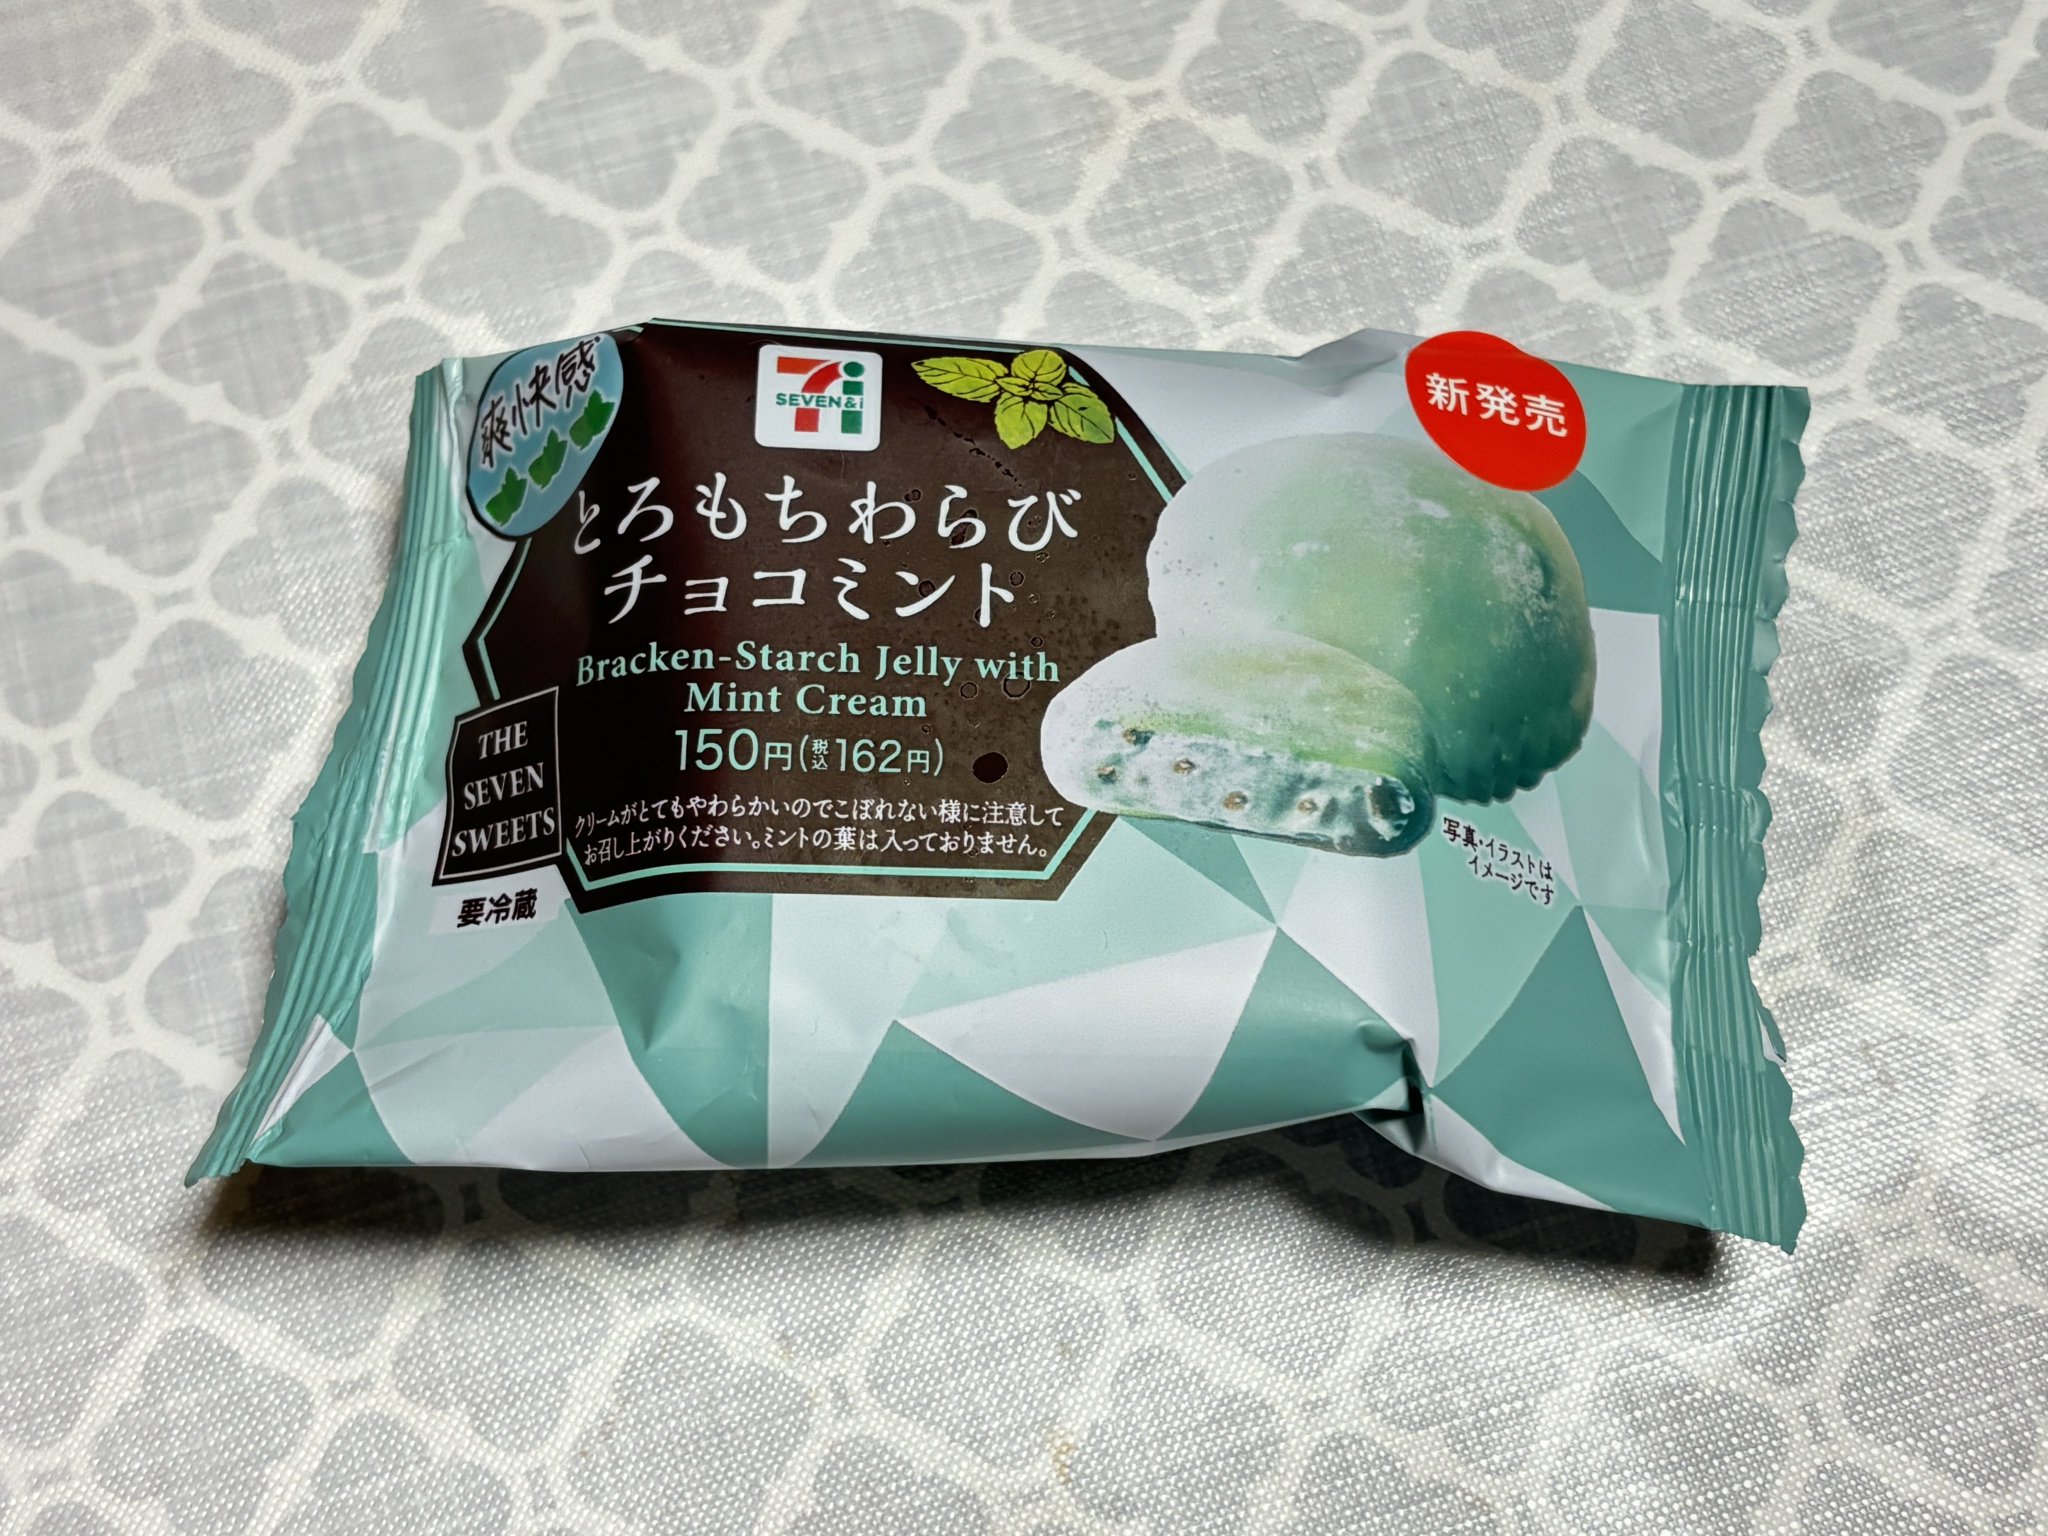 爽快感
7i
SEVEN&i
新発売
とろもちわらび
チョコミント
Bracken-Starch Jelly with
Mint Cream
150円(税込162円)
クリームがとてもやわらかいのでこぼれない様に注意して
お召し上がりください。ミントの葉は入っておりません。
THE
SEVEN
SWEETS
要冷蔵
写真・イラストは
イメージです